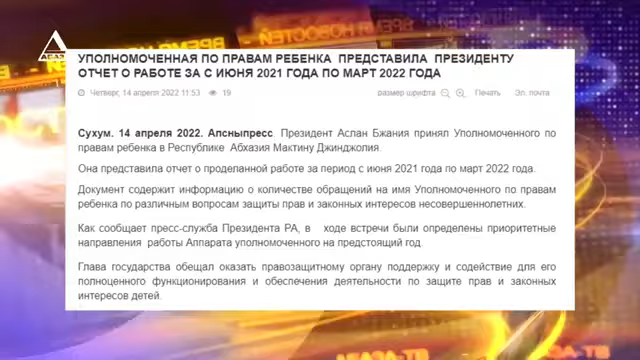 АБАЗА
УПОЛНОМОЧЕННАЯ ПО ПРАВАМ РЕБЕНКА ПРЕДСТАВИЛА ПРЕЗИДЕНТУ
ОТЧЕТ О РАБОТЕ ЗА С ИЮНЯ 2021 ГОДА ПО МАРТ 2022 ГОДА
Четверг, 14 апреля 2022 11:53 19 размер шрифта Печать Эл. почта
Сухум. 14 апреля 2022. Апсныпресс. Президент Аслан Бжания принял Уполномоченного по
правам ребенка в Республике Абхазия Мактину Джинджолия.
Она представила отчет о проделанной работе за период с июня 2021 года по март 2022 года.
Документ содержит информацию о количестве обращений на имя Уполномоченного по правам
ребенка по различным вопросам защиты прав и законных интересов несовершеннолетних.
Как сообщает пресс-служба Президента РА, в ходе встречи были определены приоритетные
направления работы Аппарата уполномоченного на предстоящий год.
Глава государства обещал оказать правозащитному органу поддержку и содействие для его
полноценного функционирования и обеспечения деятельности по защите прав и законных
интересов детей.